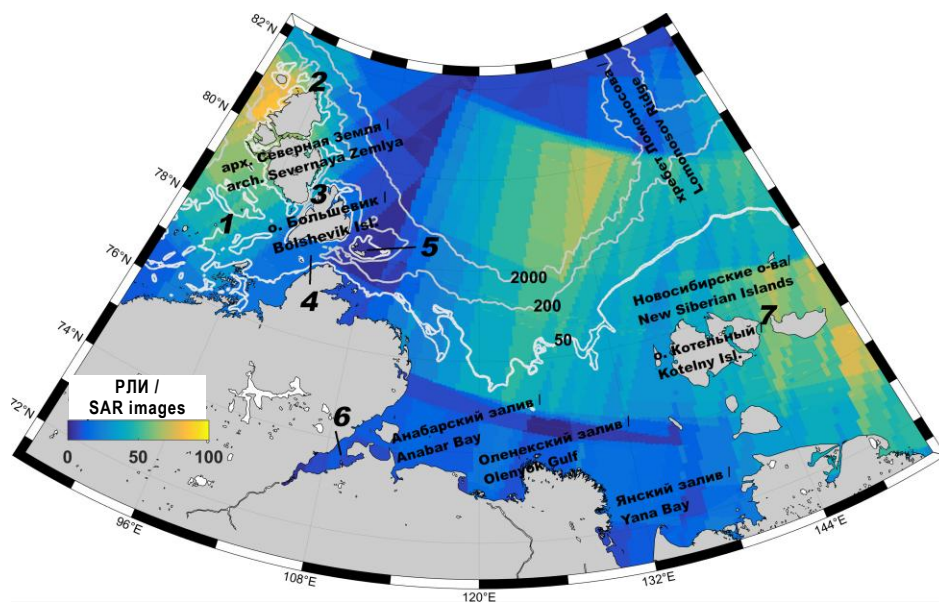 82°N
80°N
78°N
76°N
74°N
72°N
2
арх. Северная Земля /
arch. Severnaya Zemlya
3
1
о. Большевик /
Bolshevik Isl.
5
4
хребет Ломоносова /
Lomonosov Ridge
2000
200
50
Новосибирские о-ва/
New Siberian Islands
7
о. Котельный
Kotelny Isl.
РЛИ /
SAR images
0 50 100
6
Анабарский залив /
Anabar Bay
Оленекский залив /
Olenyok Gulf
Янский залив /
Yana Bay
96°E
108°E
120°E
132°E
144°E